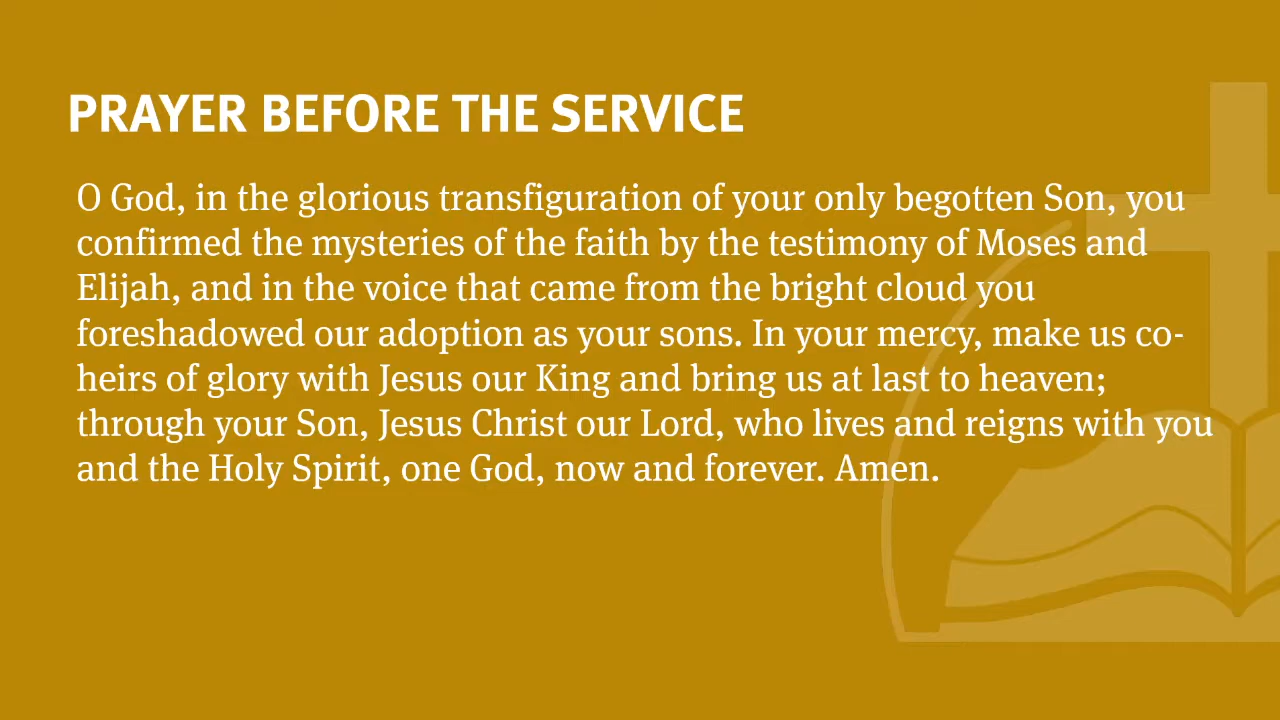 PRAYER BEFORE THE SERVICE
O God, in the glorious transfiguration of your only begotten Son, you
confirmed the mysteries of the faith by the testimony of Moses and
Elijah, and in the voice that came from the bright cloud you
foreshadowed our adoption as your sons. In your mercy, make us co-
heirs of glory with Jesus our King and bring us at last to heaven;
through your Son, Jesus Christ our Lord, who lives and reigns with you
and the Holy Spirit, one God, now and forever. Amen.